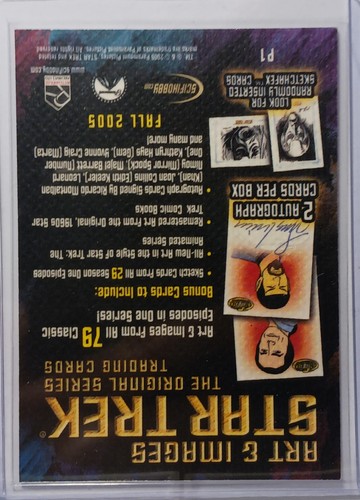 ART & IMAGES
STAR TREK®
THE ORIGINAL SERIES
TRADING CARDS
Art & Images From All 79 Classic
Episodes in One Series!
Bonus Cards to Include:
• Sketch Cards From All 29 Season One Episodes
• All-New Art in the Style of Star Trek: The
Animated Series
• Remastered Art From the Original, 1960s Star
Trek Comic Books
• Autograph Cards Signed By Ricardo Montalban
(Khan), Joan Collins (Edith Keeler), Leonard
Nimoy (Mirror Spock), Majel Barrett (Number
One), Kathryn Hays (Gem), Yvonne Craig (Marta)
and many more!
FALL 2005
2 AUTOGRAPH
CARDS PER BOX
LOOK FOR
RANDOMLY INSERTED
SKETCHAFEX™ CARDS
SCIFIHOBBY.COM
www.scifihobby.com
TM & © 2005 Paramount Pictures. All rights reserved. STAR TREK and related
marks are trademarks of Paramount Pictures.
P1